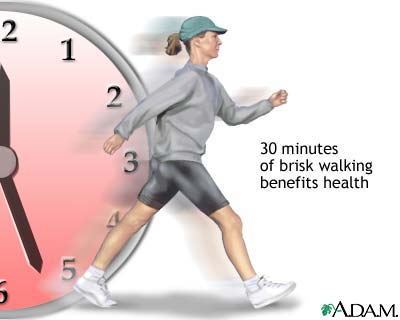 2
1
2
3
4
5
6
30 minutes
of brisk walking
benefits health
A.D.A.M.